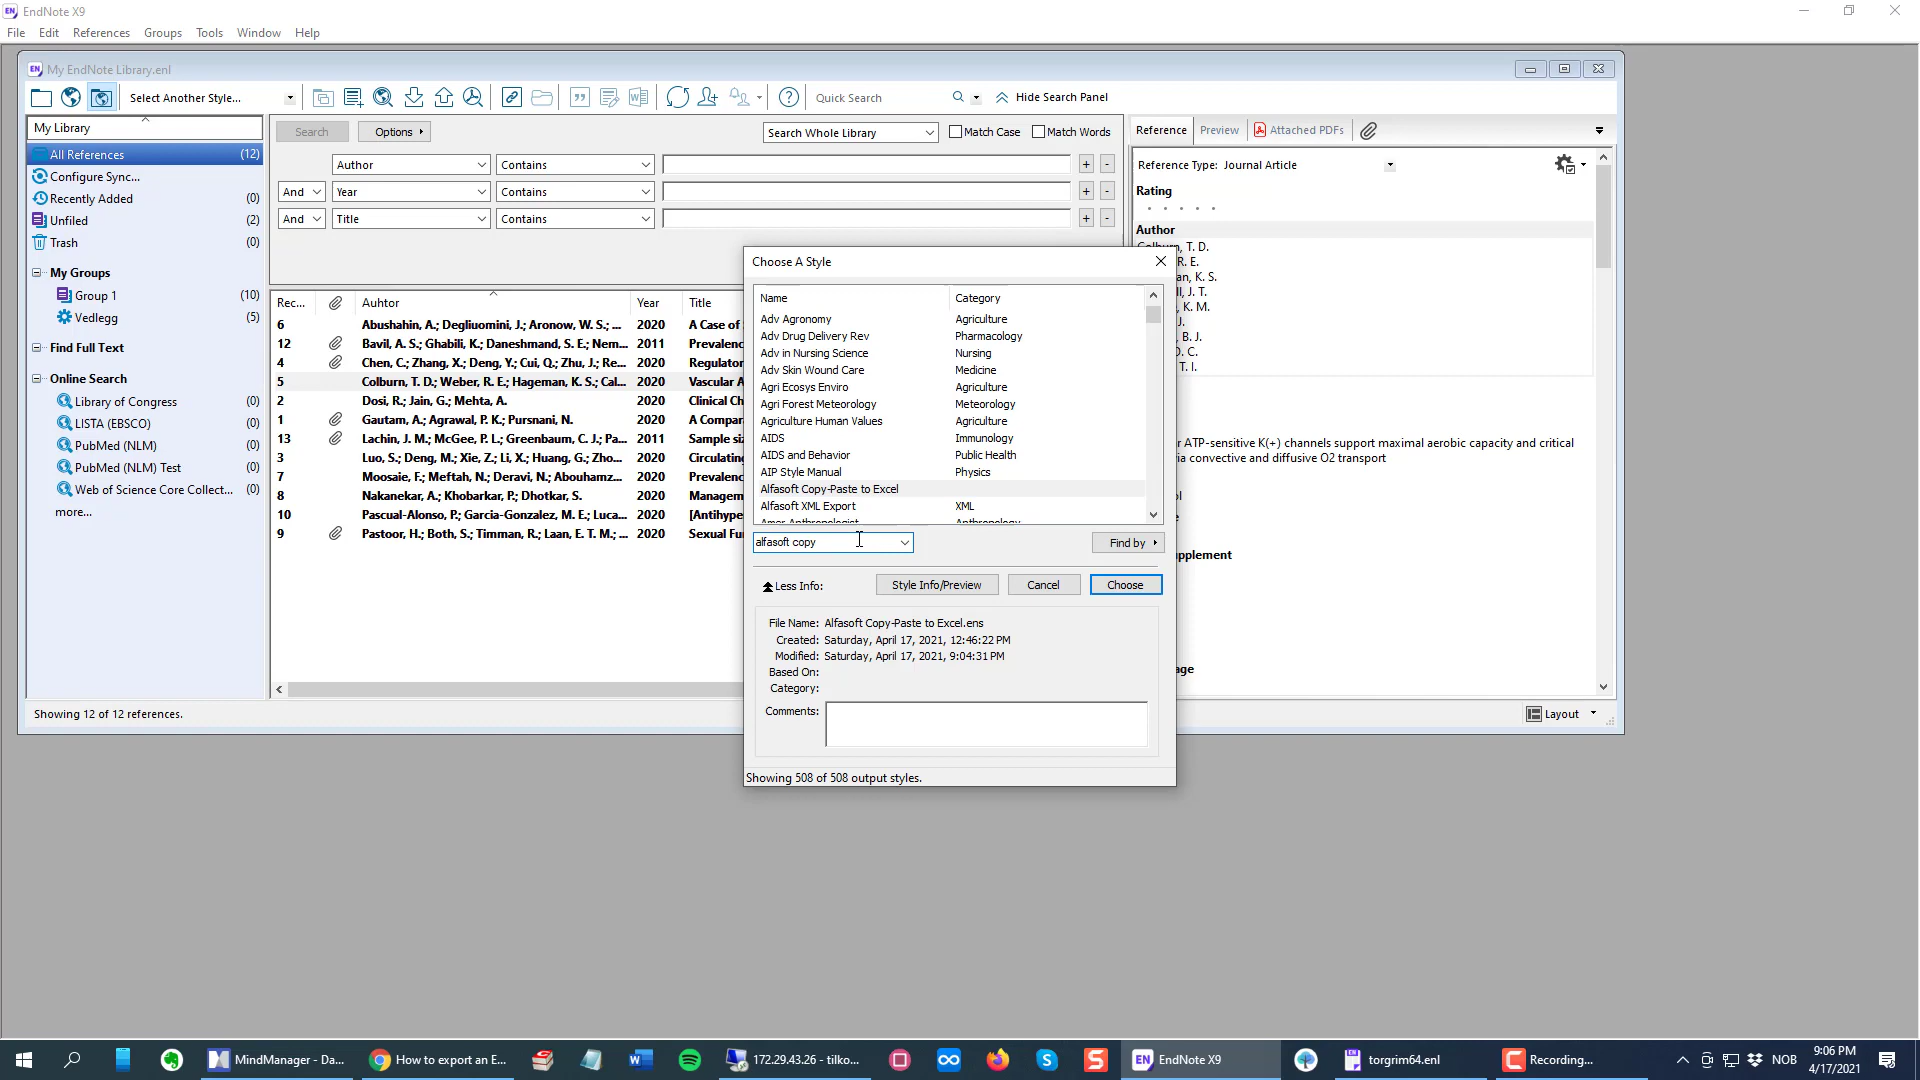 EndNote X9
File Edit References Groups Tools Window Help
My EndNote Library.enl
Select Another Style... Quick Search Hide Search Panel
My Library
All References (12)
Configure Sync...
Recently Added (0)
Unfiled (2)
Trash (0)
My Groups
Group 1 (10)
Vedlegg (5)
Find Full Text
Online Search
Library of Congress (0)
LISTA (EBSCO) (0)
PubMed (NLM) (0)
PubMed (NLM) Test (0)
Web of Science Core Collect... (0)
more...
Showing 12 of 12 references.
Search Options Search Whole Library Match Case Match Words
Author Contains + -
And Year Contains + -
And Title Contains + -
Rec... Auhtor Year Title
6 Abushahin, A.; Degliuomini, J.; Aronow, W. S.; ... 2020 A Case of
12 Bavil, A. S.; Ghabili, K.; Daneshmand, S. E.; Nem... 2011 Prevalenc
4 Chen, C.; Zhang, X.; Deng, Y.; Cui, Q.; Zhu, J.; Re... 2020 Regulator
5 Colburn, T. D.; Weber, R. E.; Hageman, K. S.; Cal... 2020 Vascular A
2 Dosi, R.; Jain, G.; Mehta, A. 2020 Clinical Ch
1 Gautam, A.; Agrawal, P. K.; Pursnani, N. 2020 A Compar
13 Lachin, J. M.; McGee, P. L.; Greenbaum, C. J.; Pa... 2011 Sample siz
3 Luo, S.; Deng, M.; Xie, Z.; Li, X.; Huang, G.; Zho... 2020 Circulating
7 Moosaie, F.; Meftah, N.; Deravi, N.; Abouhamz... 2020 Prevalenc
8 Nakanekar, A.; Khobarkar, P.; Dhotkar, S. 2020 Managem
10 Pascual-Alonso, P.; Garcia-Gonzalez, M. E.; Luca... 2020 [Antihype
9 Pastoor, H.; Both, S.; Timman, R.; Laan, E. T. M.; ... 2020 Sexual Fur
Choose A Style
Name Category
Adv Agronomy Agriculture
Adv Drug Delivery Rev Pharmacology
Adv in Nursing Science Nursing
Adv Skin Wound Care Medicine
Agri Ecosys Enviro Agriculture
Agri Forest Meteorology Meteorology
Agriculture Human Values Agriculture
AIDS Immunology
AIDS and Behavior Public Health
AIP Style Manual Physics
Alfasoft Copy-Paste to Excel
Alfasoft XML Export XML
Amer Anthropologist Anthropology
alfasoft copy Find by
Less Info: Style Info/Preview Cancel Choose
File Name: Alfasoft Copy-Paste to Excel.ens
Created: Saturday, April 17, 2021, 12:46:22 PM
Modified: Saturday, April 17, 2021, 9:04:31 PM
Based On:
Category:
Comments:
Showing 508 of 508 output styles.
Reference Preview Attached PDFs
Reference Type: Journal Article
Rating
Author
Colburn, T. D.
R. E.
an, K. S.
l, J. T.
, K. M.
J.
, B. J.
D. C.
T. I.
r ATP-sensitive K(+) channels support maximal aerobic capacity and critical
ia convective and diffusive O2 transport
ol
e
pplement
age
Layout
MindManager - Da... How to export an E... 172.29.43.26 - tilko... EndNote X9 torgrim64.enl Recording... NOB 9:06 PM
4/17/2021